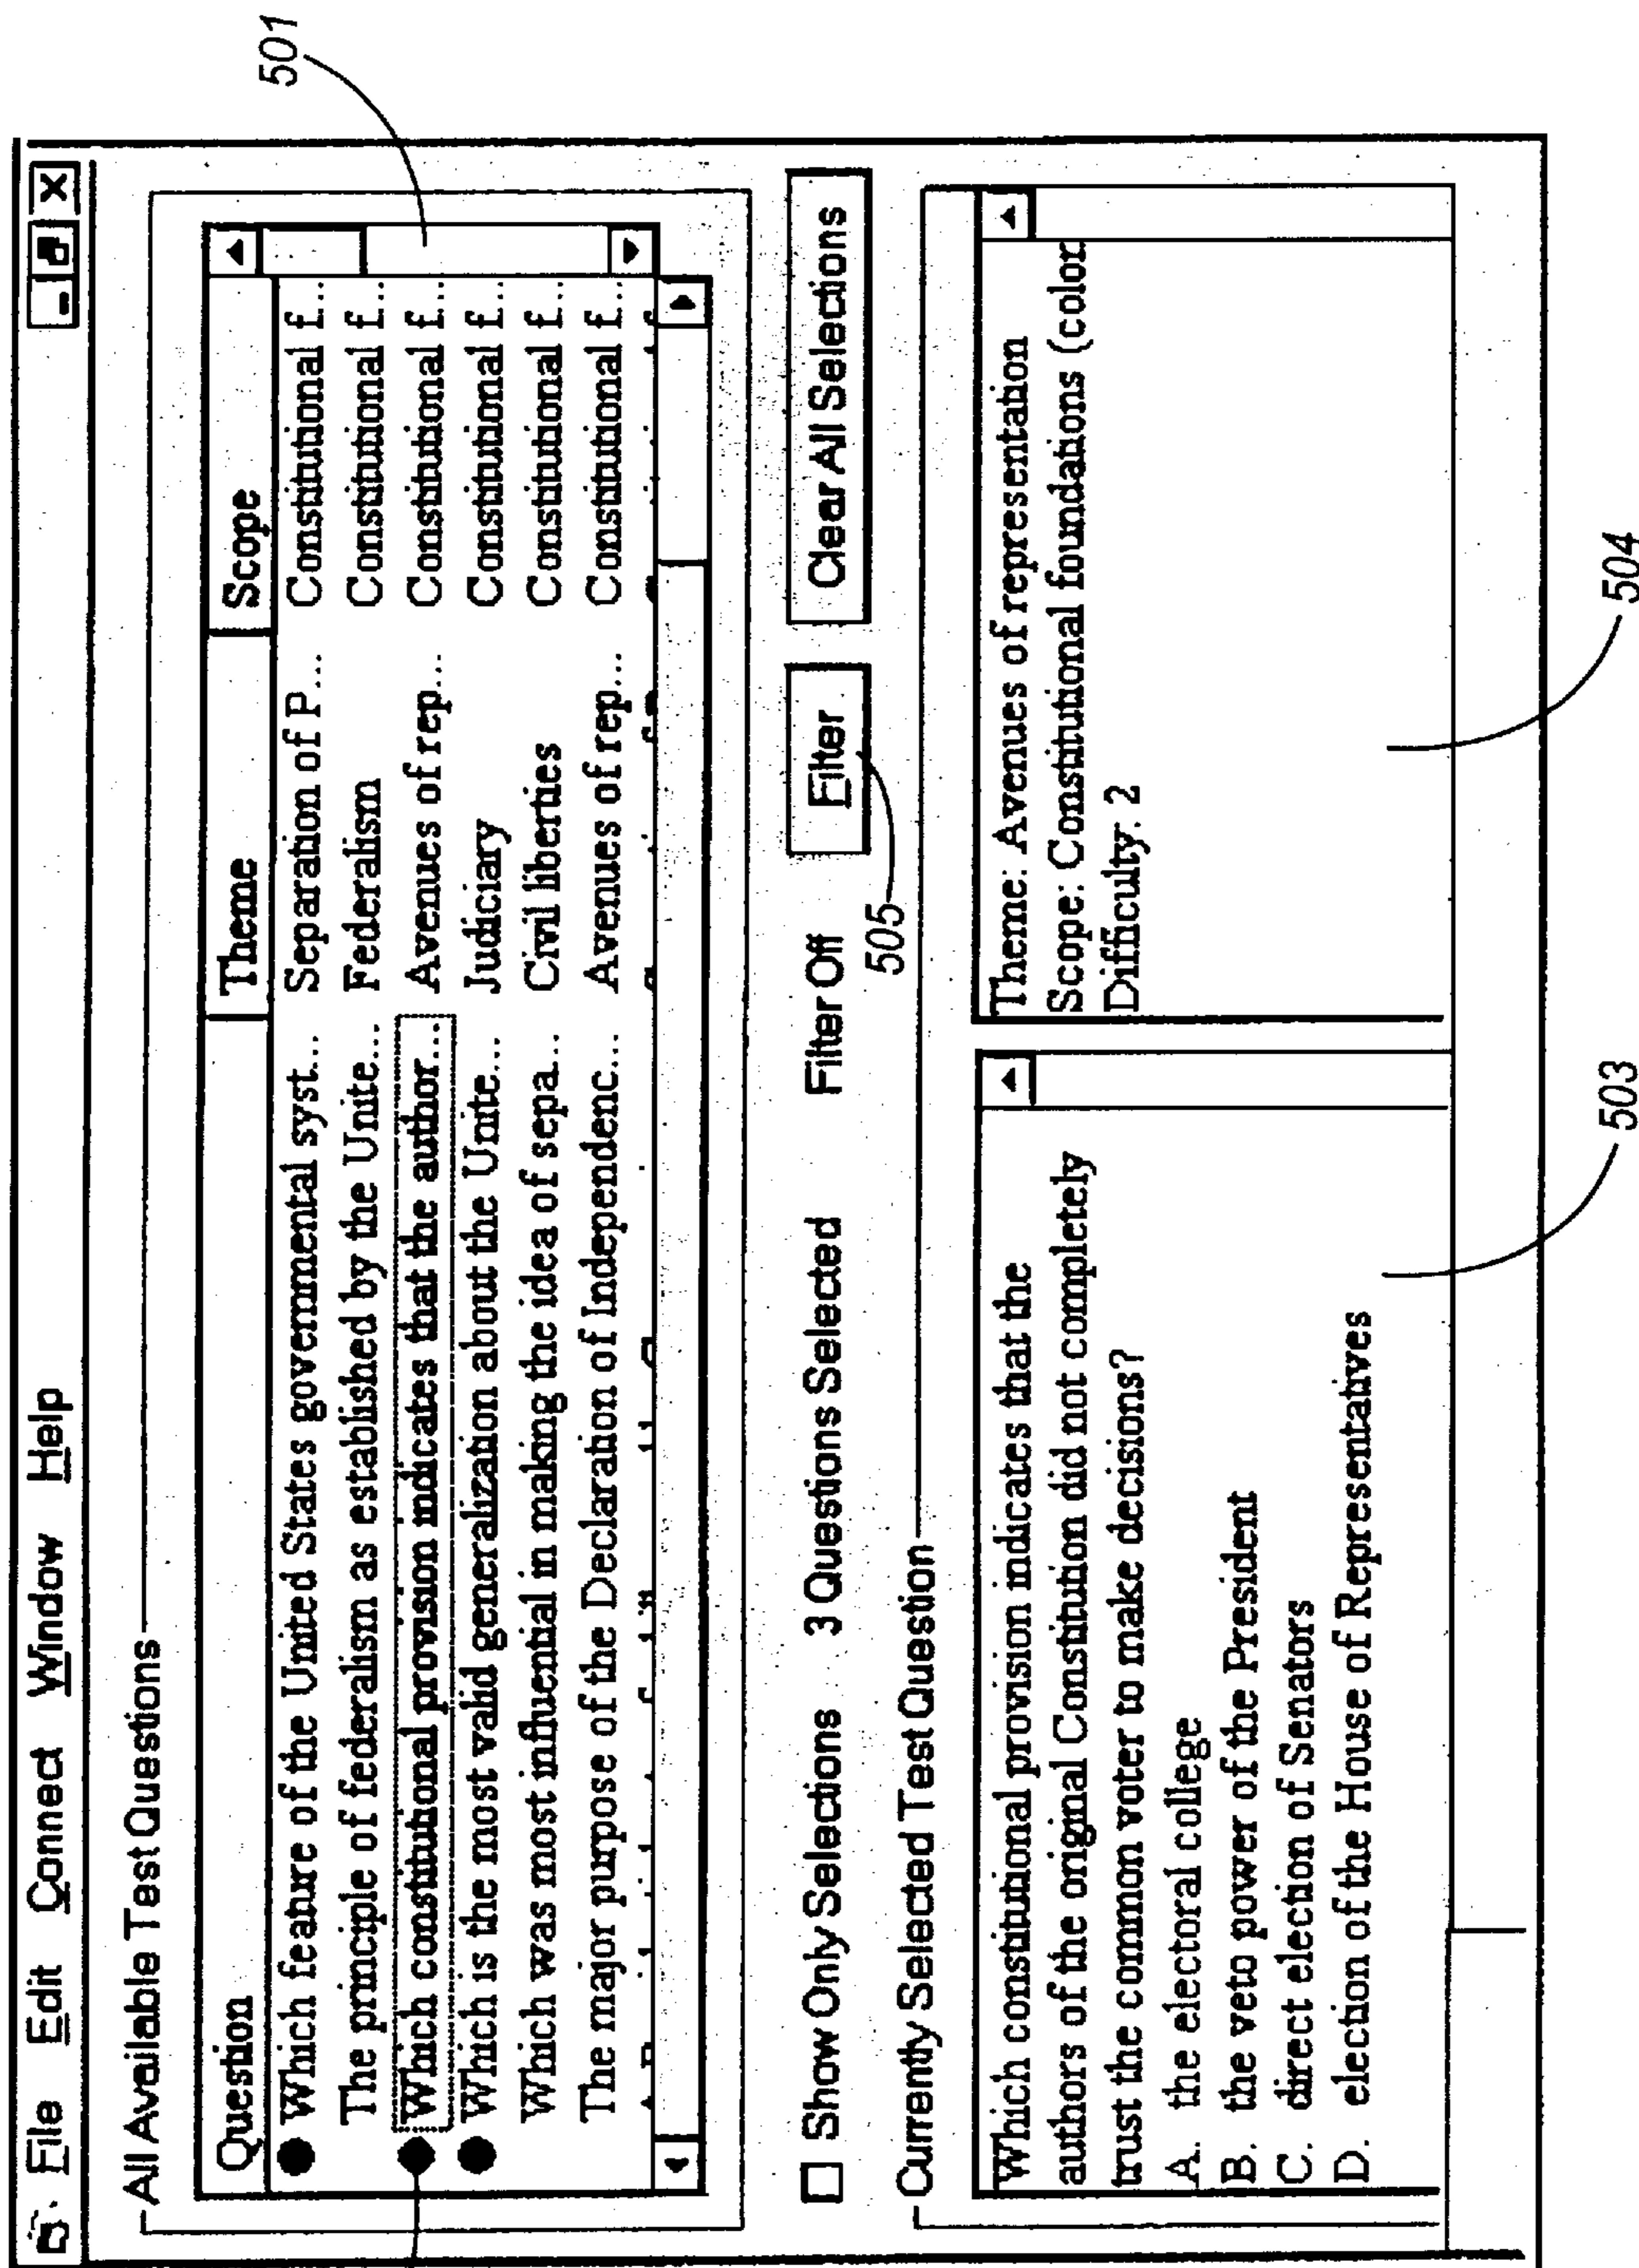 File Edit Connect Window Help
All Available Test Questions
Question Theme Scope
Which feature of the United States governmental syst... Separation of P... Constitutional f...
The principle of federalism as established by the Unite... Federalism Constitutional f...
Which constitutional provision indicates that the author... Avenues of rep... Constitutional f...
Which is the most valid generalization about the Unite... Judiciary Constitutional f...
Which was most influential in making the idea of sepa... Civil liberties Constitutional f...
The major purpose of the Declaration of Independenc... Avenues of rep... Constitutional f...
501
Show Only Selections 3 Questions Selected Filter Off Filter Clear All Selections
505
Currently Selected Test Question
Which constitutional provision indicates that the
authors of the original Constitution did not completely
trust the common voter to make decisions?
A. the electoral college
B. the veto power of the President
C. direct election of Senators
D. election of the House of Representatives
Theme: Avenues of representation
Scope: Constitutional foundations (color
Difficulty: 2
503
504